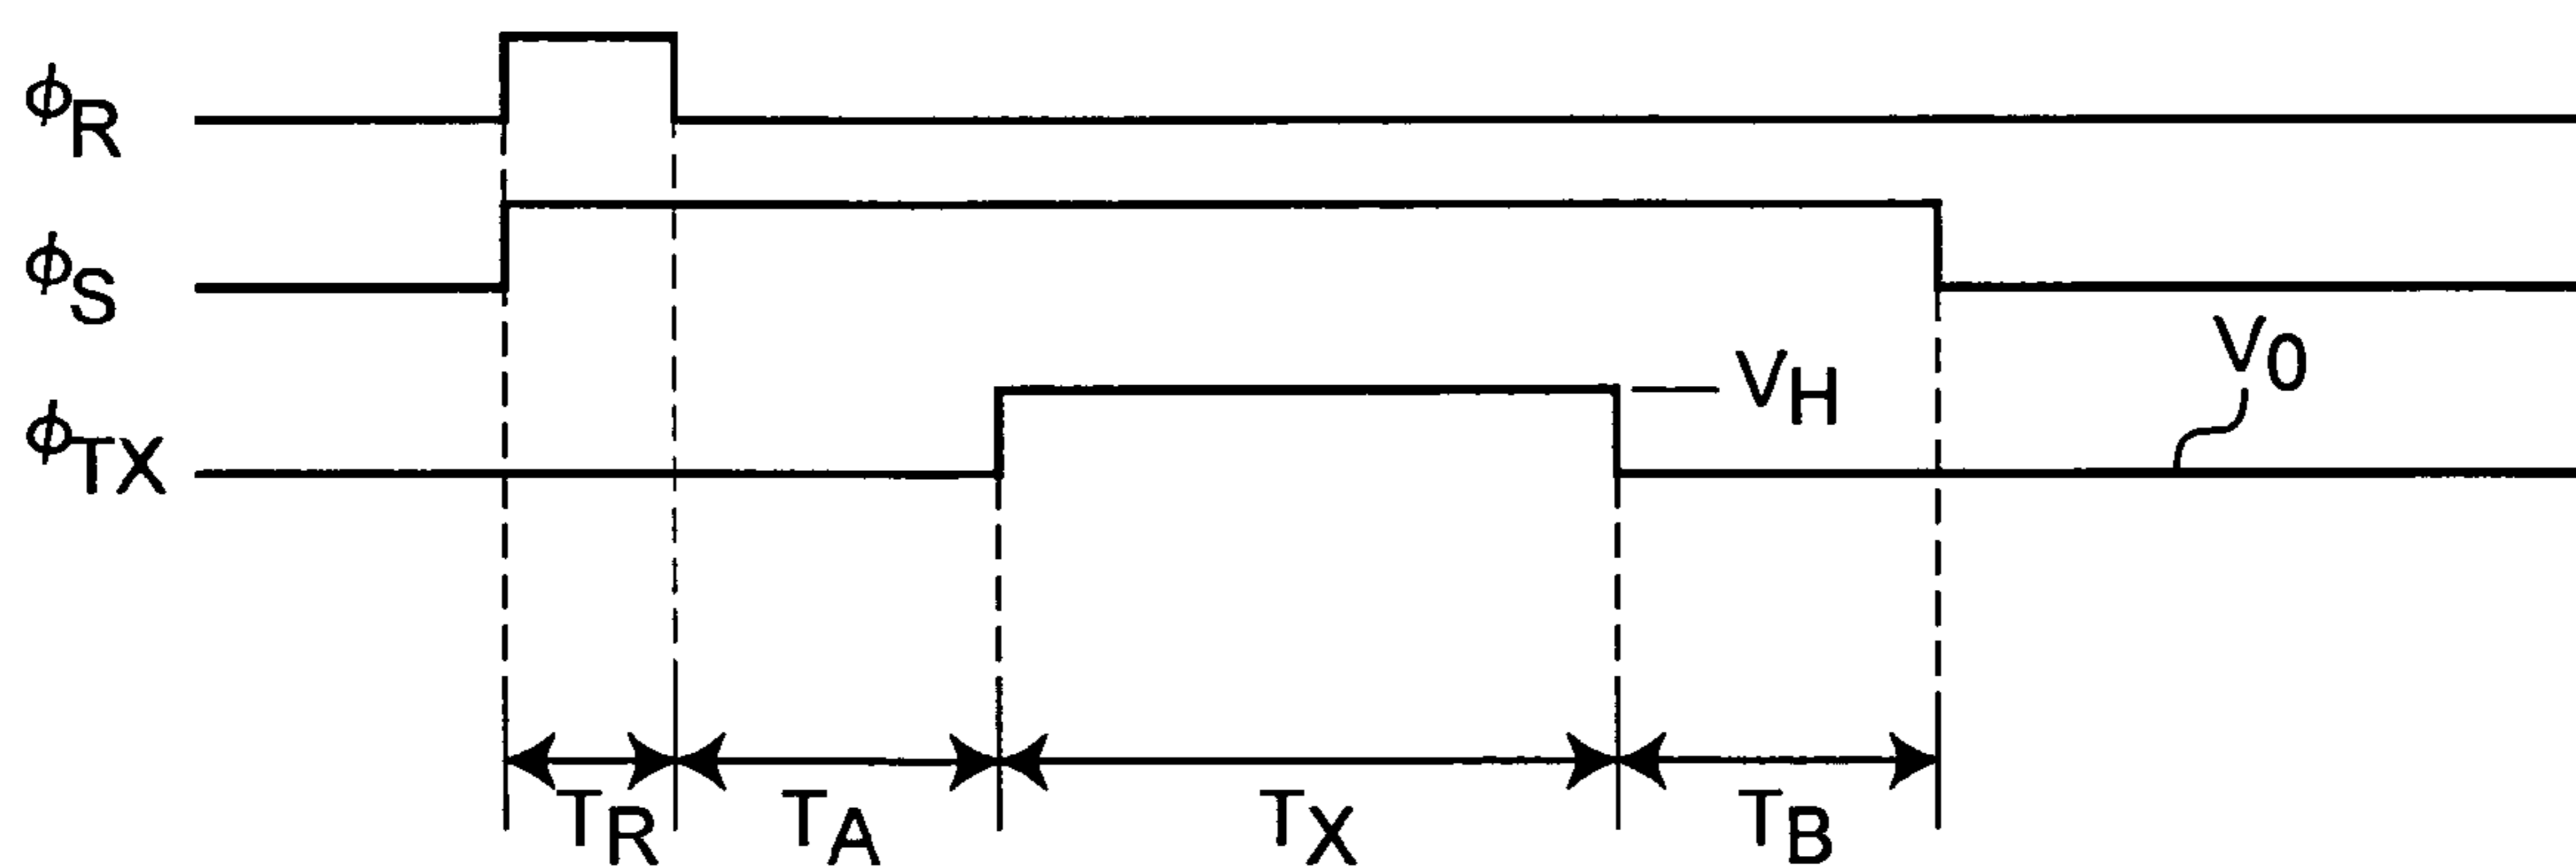 ϕR
ϕS
V0
VH
ϕTX
TR TA TX TB